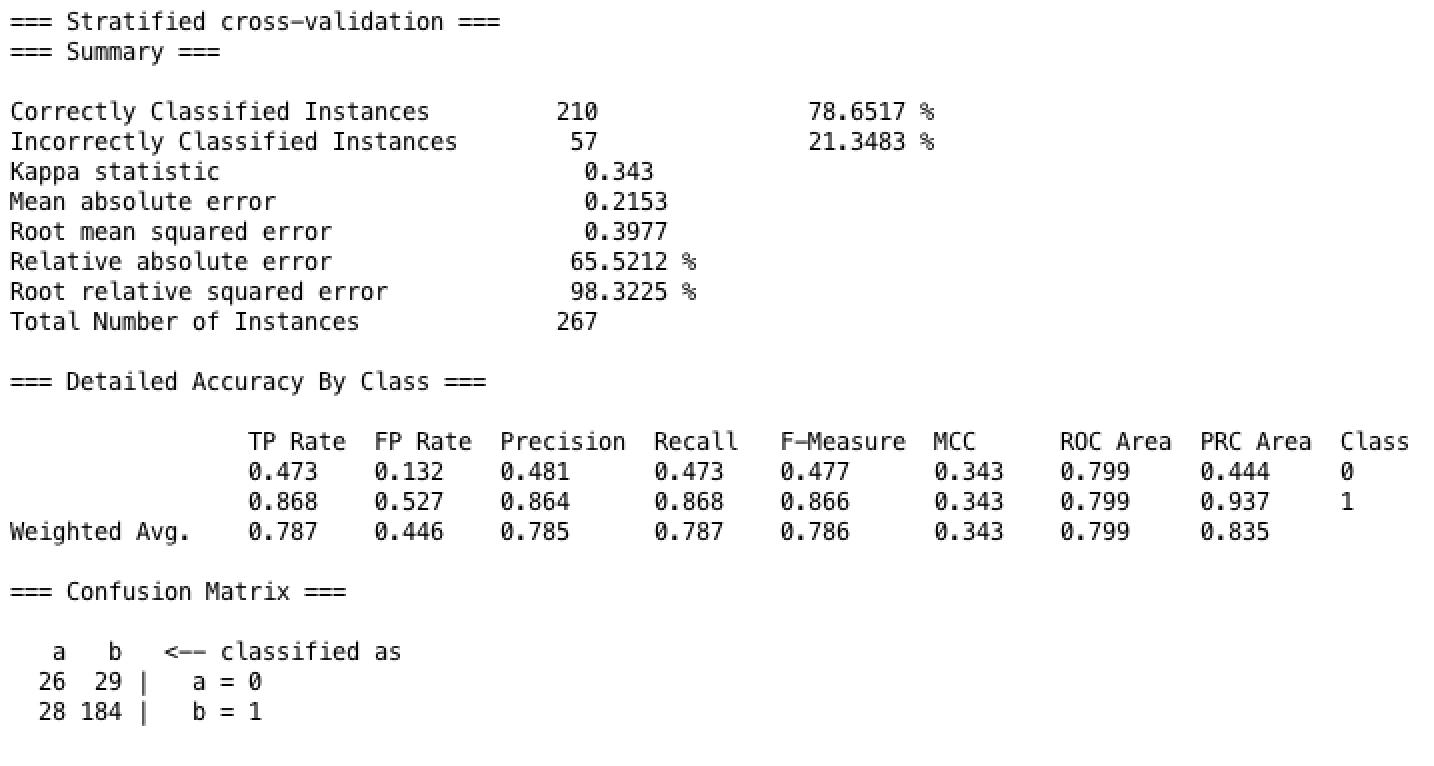 === Stratified cross-validation ===
=== Summary ===
Correctly Classified Instances 210 78.6517 %
Incorrectly Classified Instances 57 21.3483 %
Kappa statistic 0.343
Mean absolute error 0.2153
Root mean squared error 0.3977
Relative absolute error 65.5212 %
Root relative squared error 98.3225 %
Total Number of Instances 267
=== Detailed Accuracy By Class ===
TP Rate FP Rate Precision Recall F-Measure MCC ROC Area PRC Area Class
0.473 0.132 0.481 0.473 0.477 0.343 0.799 0.444 0
0.868 0.527 0.864 0.868 0.866 0.343 0.799 0.937 1
Weighted Avg. 0.787 0.446 0.785 0.787 0.786 0.343 0.799 0.835
=== Confusion Matrix ===
a b <-- classified as
26 29 | a = 0
28 184 | b = 1